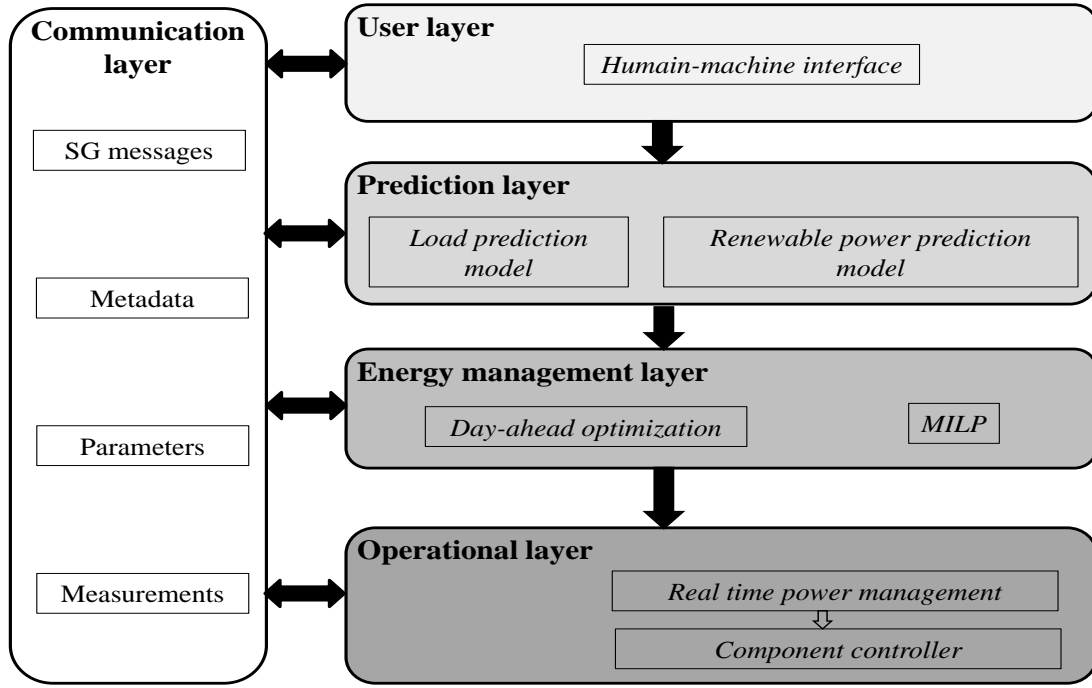 Communication
layer
SG messages
Metadata
Parameters
Measurements
User layer
Humain-machine interface
Prediction layer
Load prediction
model
Renewable power prediction
model
Energy management layer
Day-ahead optimization
MILP
Operational layer
Real time power management
Component controller